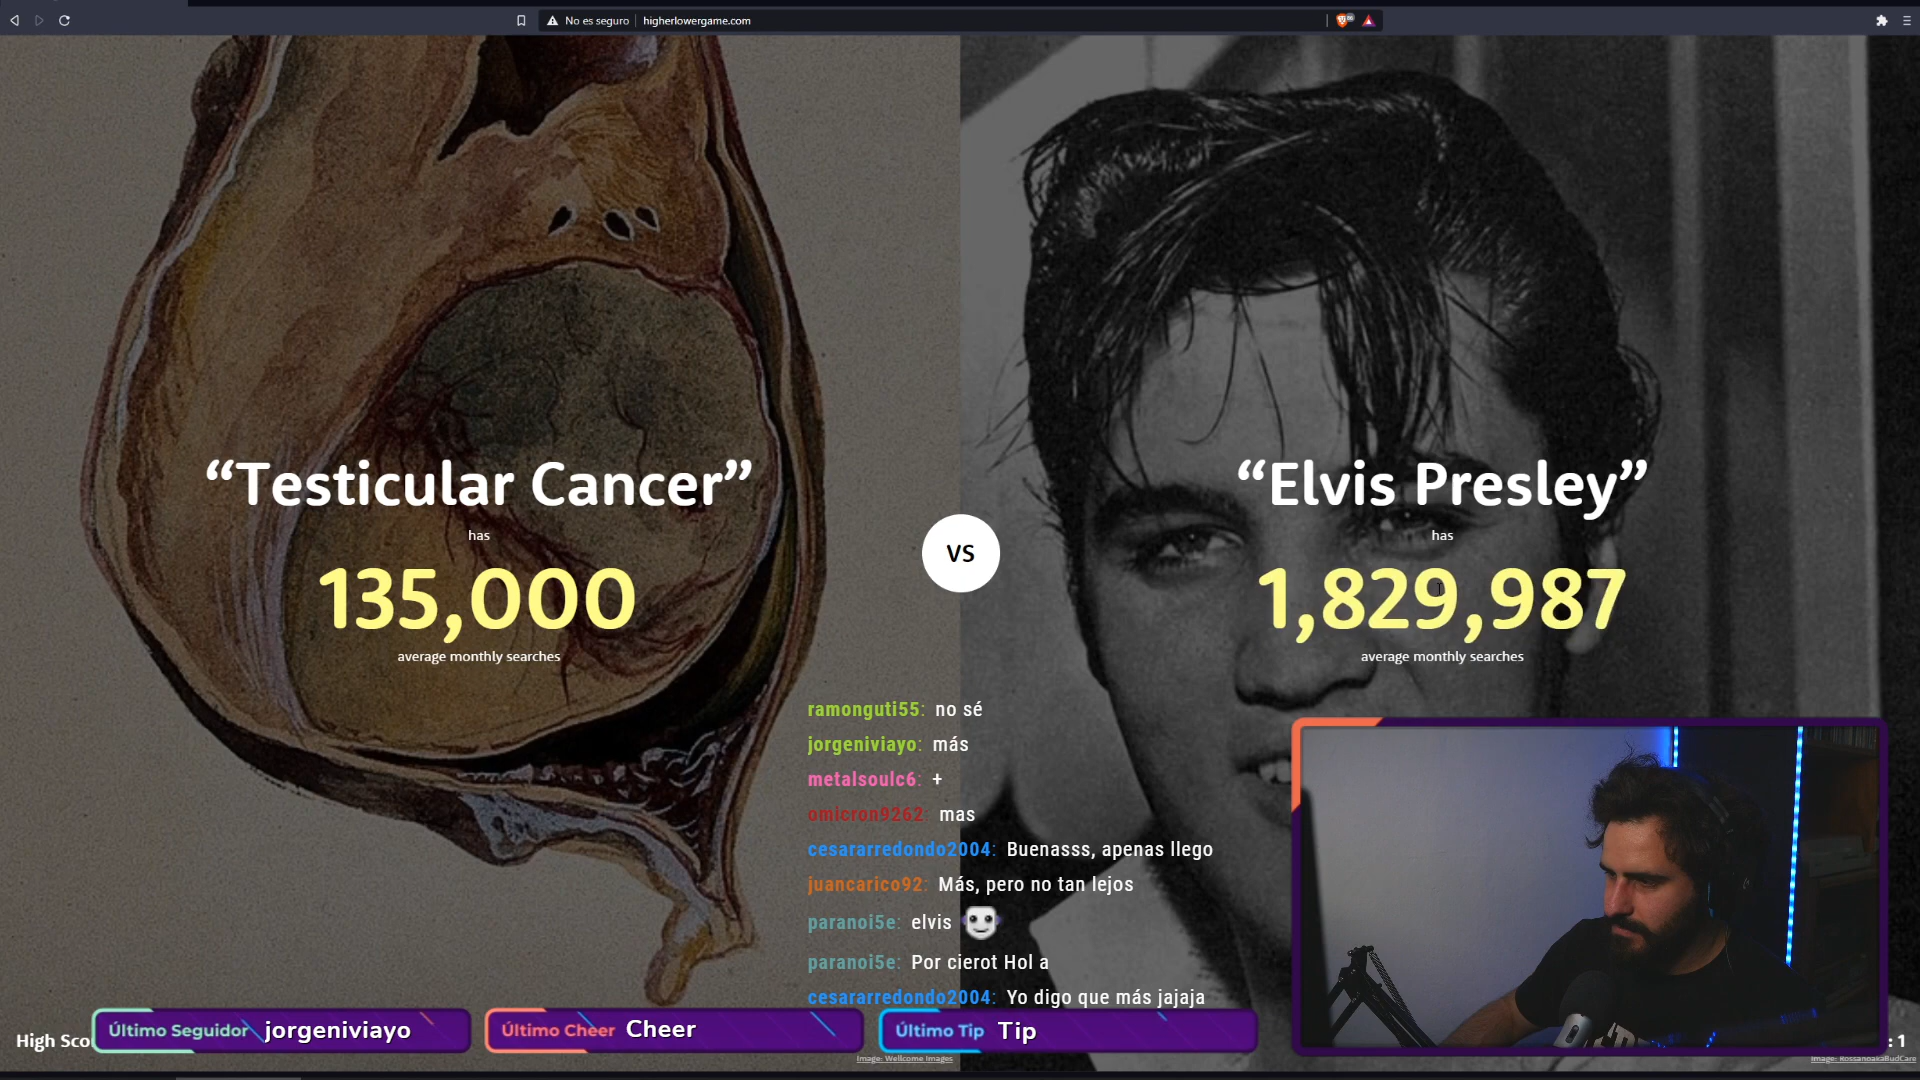 No es seguro
higherlowergame.com
“Testicular Cancer”
has
135,000
average monthly searches
VS
“Elvis Presley”
has
1,829,987
average monthly searches
ramonguti55: no sé
jorgeniviayo: más
metalsoulc6: +
omicron9262: mas
cesararredondo2004: Buenasss, apenas llego
juancarico92: Más, pero no tan lejos
paranoi5e: elvis
paranoi5e: Por cierot Hol a
cesararredondo2004: Yo digo que más jajaja
High Sco
Último Seguidor jorgeniviayo
Último Cheer Cheer
Último Tip Tip
: 1
Image: Wellcome Images